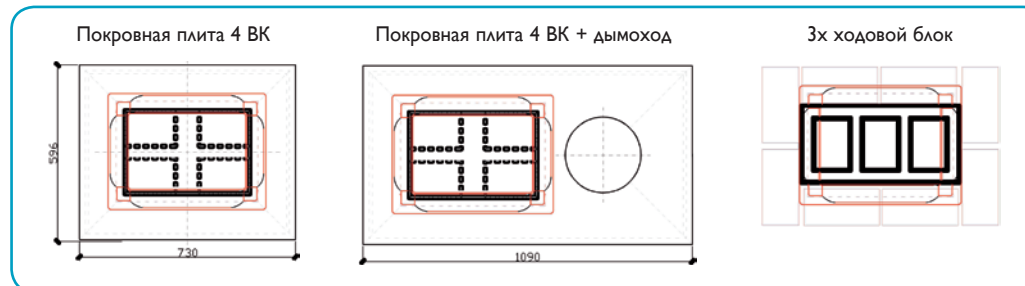 Покровная плита 4 ВК
Покровная плита 4 ВК + дымоход
3х ходовой блок
596
730
1090